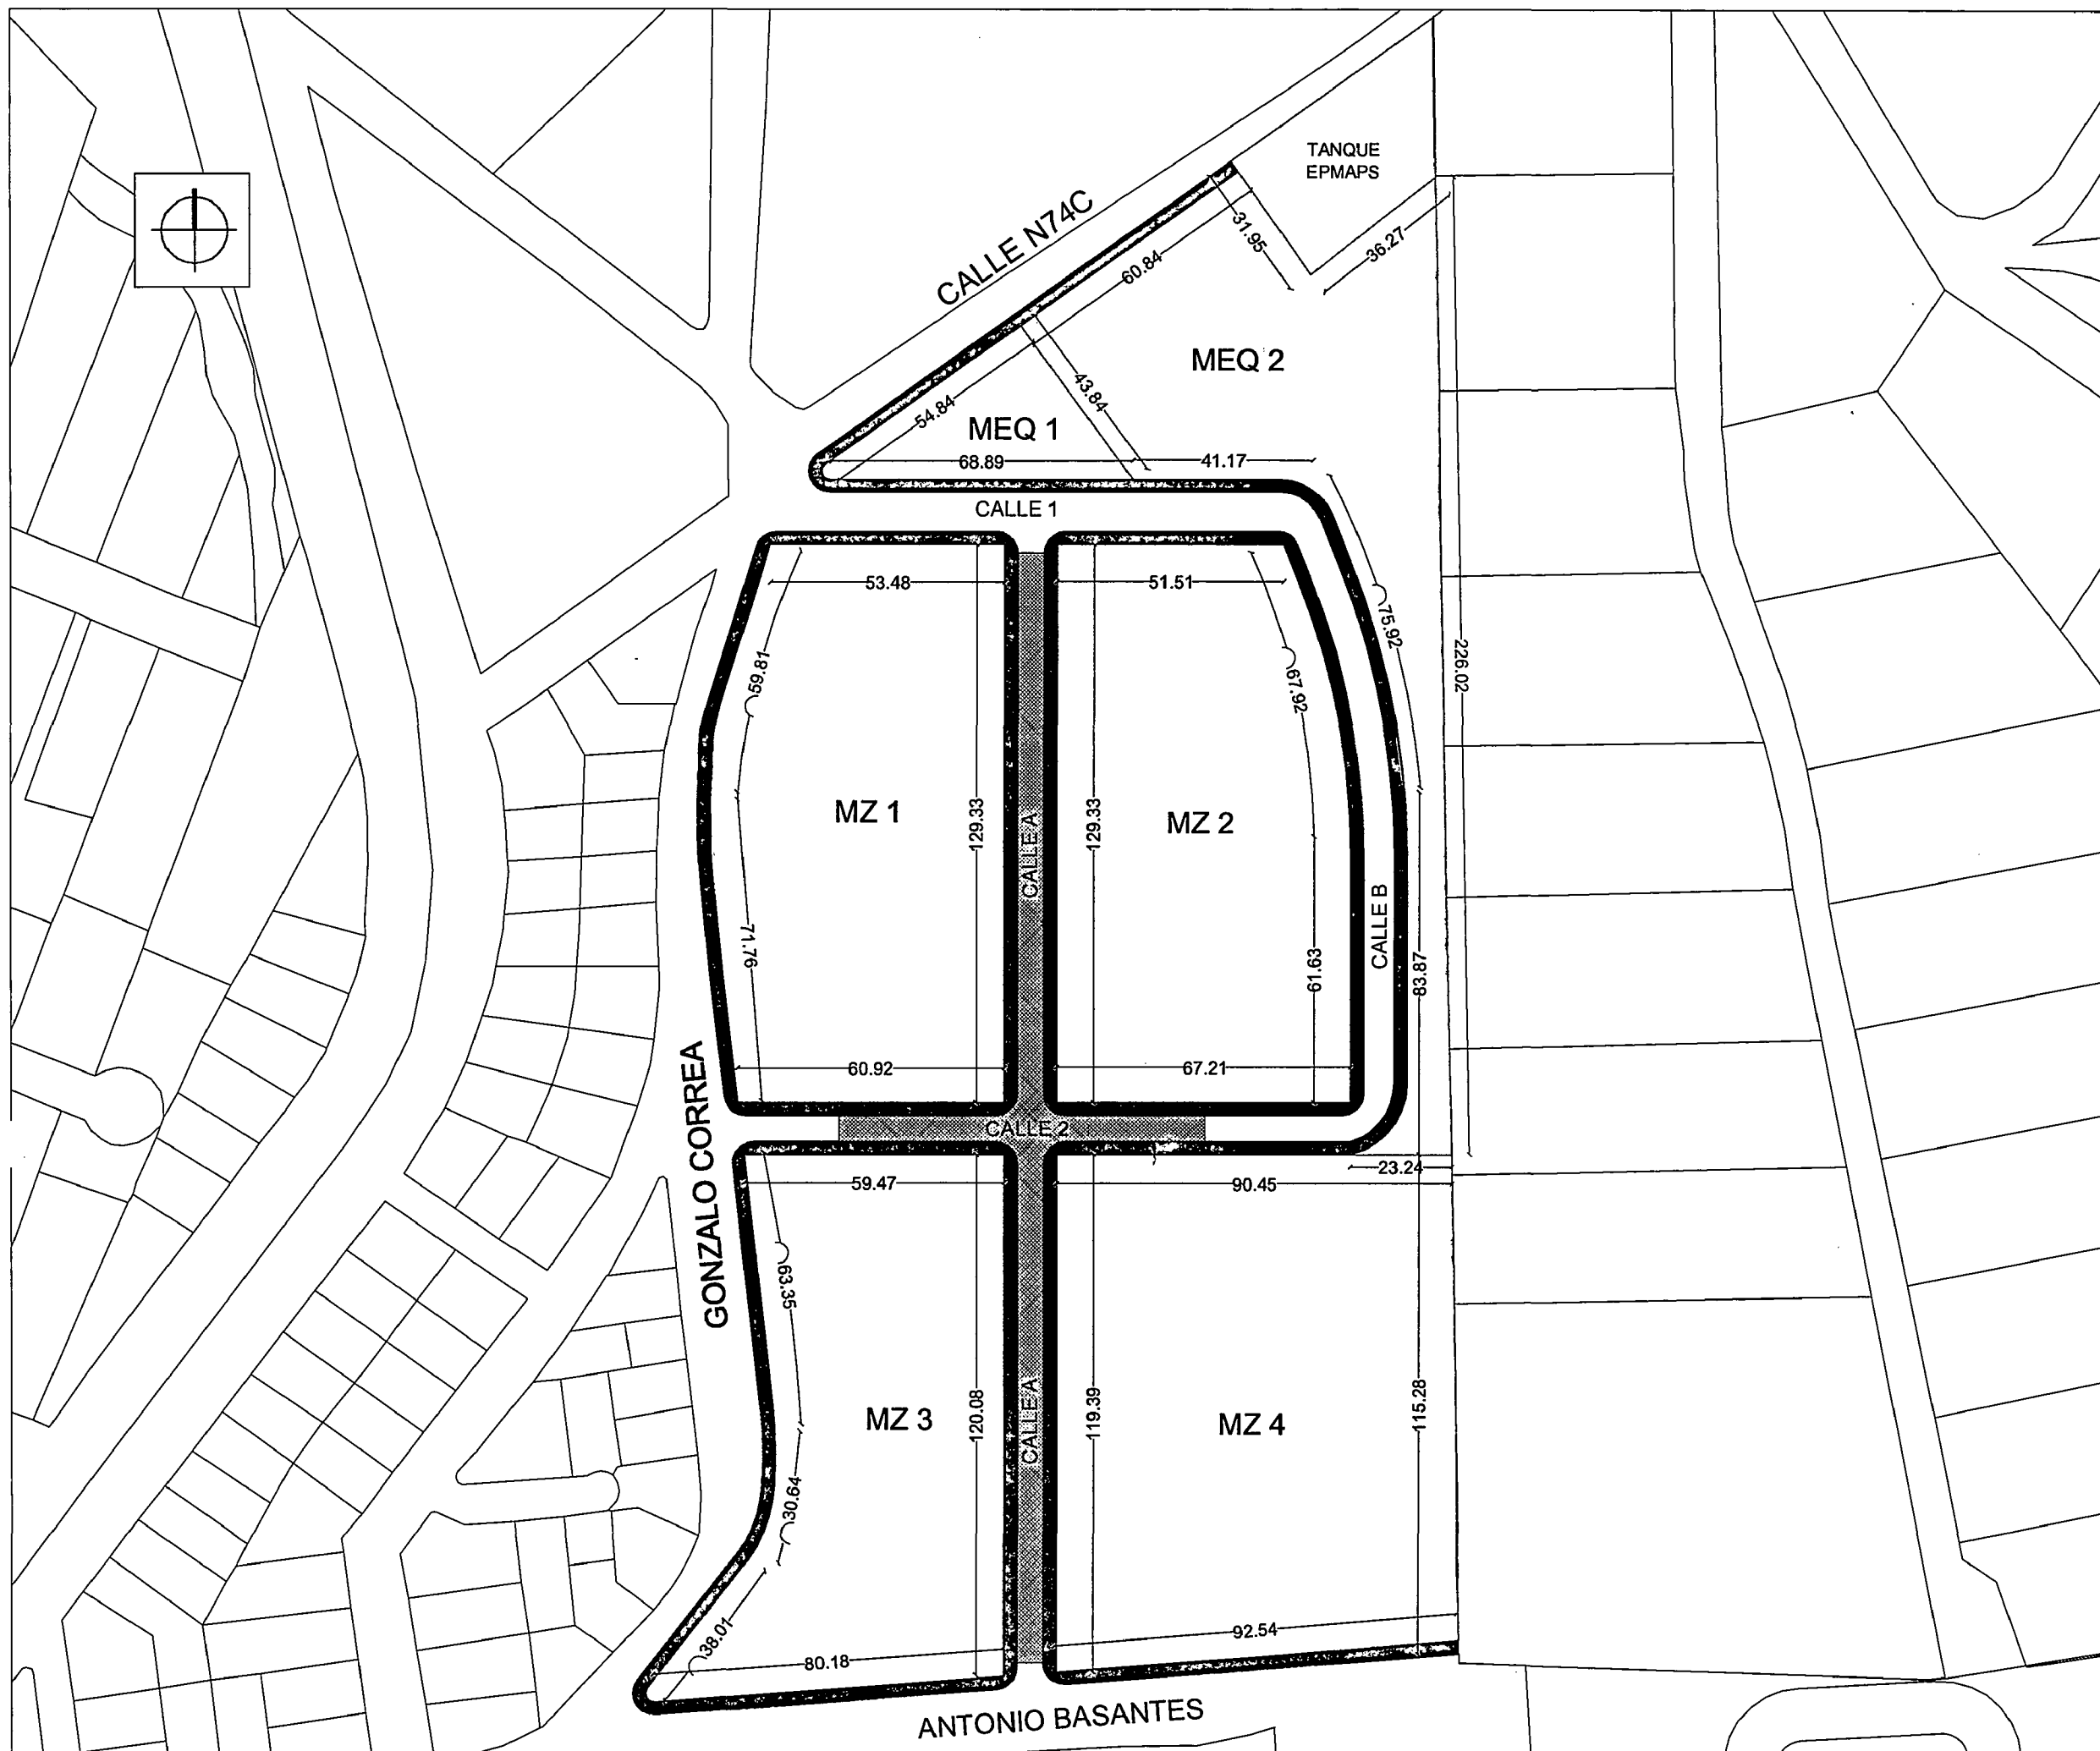 TANQUE
EPMAPS
CALLE N74C
31.95
36.27
60.84
MEQ 2
43.84
54.84
MEQ 1
68.89
41.17
CALLE 1
53.48
51.51
75.92
59.81
67.92
226.02
MZ 1
129.33
CALLE A
129.33
MZ 2
CALLE B
71.76
61.63
83.87
60.92
67.21
GONZALO CORREA
CALLE 2
23.24
59.47
90.45
63.35
MZ 3
120.08
CALLE A
119.39
MZ 4
115.28
30.64
38.01
80.18
92.54
ANTONIO BASANTES